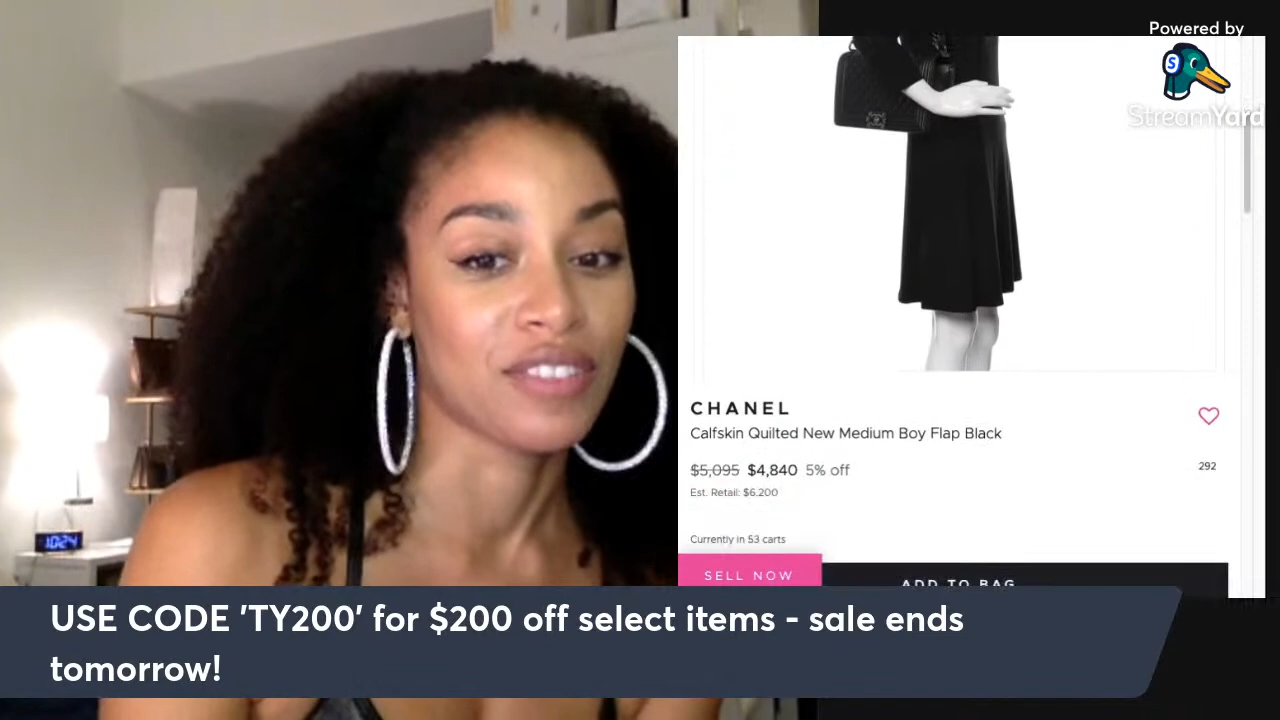 Powered by
S
StreamYard
CHANEL
Calfskin Quilted New Medium Boy Flap Black
$5,095 $4,840 5% off
292
Est. Retail: $6,200
Currently in 53 carts
SELL NOW
ADD TO BAG
10:24
USE CODE 'TY200' for $200 off select items - sale ends
tomorrow!